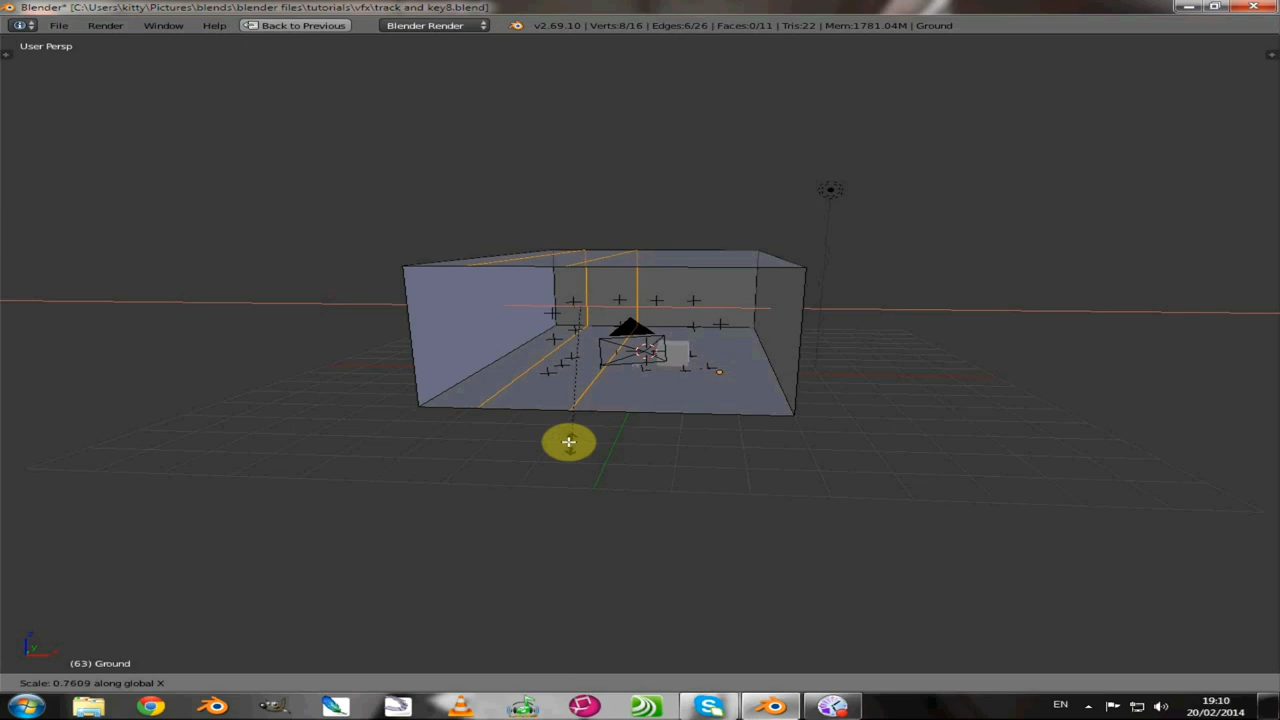 Blender* [C:\Users\kitty\Pictures\blends\blender files\tutorials\vfx\track and key8.blend]
File Render Window Help Back to Previous Blender Render v2.69.10 | Verts:8/16 | Edges:6/26 | Faces:0/11 | Tris:22 | Mem:1781.04M | Ground
User Persp
(63) Ground
Scale: 0.7609 along global X
EN 19:10
20/02/2014